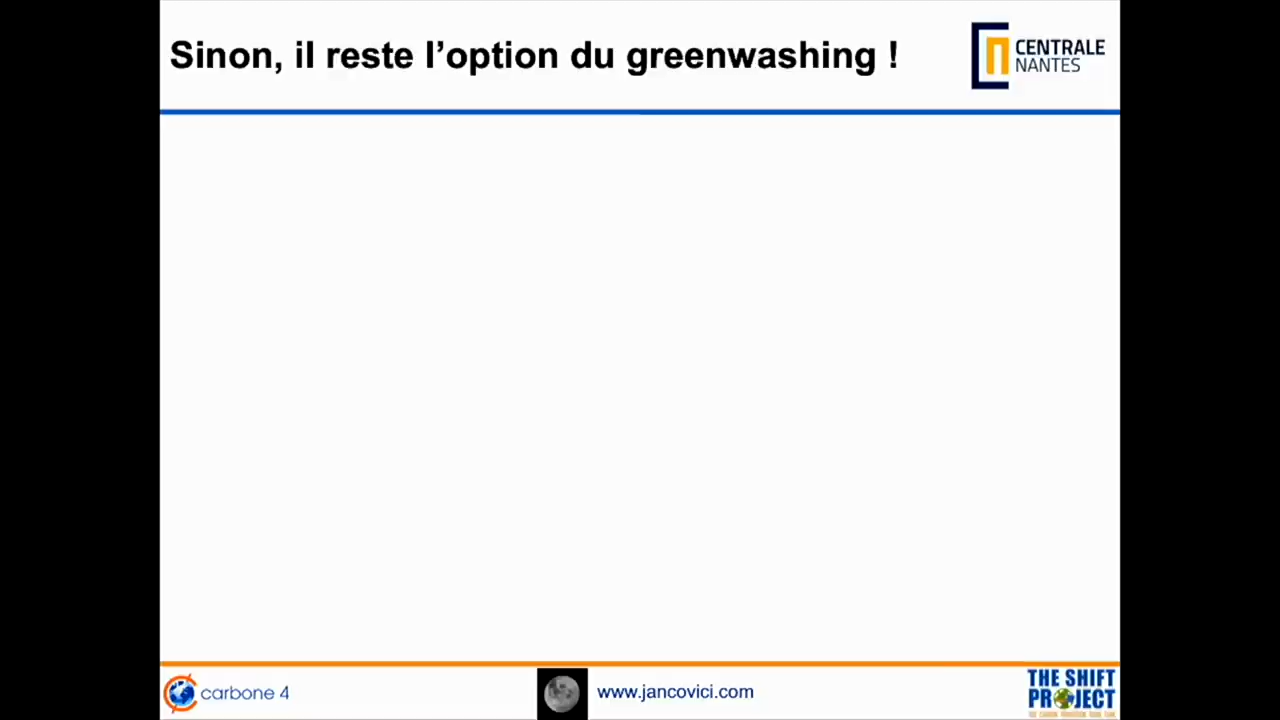 Sinon, il reste l’option du greenwashing !
CENTRALE
NANTES
carbone 4
www.jancovici.com
THE SHIFT
PROJECT